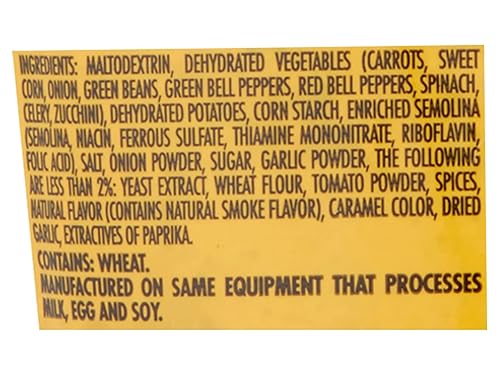 INGREDIENTS: MALTODEXTRIN, DEHYDRATED VEGETABLES (CARROTS, SWEET
CORN, ONION, GREEN BEANS, GREEN BELL PEPPERS, RED BELL PEPPERS, SPINACH,
CELERY, ZUCCHINI), DEHYDRATED POTATOES, CORN STARCH, ENRICHED SEMOLINA
(SEMOLINA, NIACIN, FERROUS SULFATE, THIAMINE MONONITRATE, RIBOFLAVIN,
FOLIC ACID), SALT, ONION POWDER, SUGAR, GARLIC POWDER, THE FOLLOWING
ARE LESS THAN 2%: YEAST EXTRACT, WHEAT FLOUR, TOMATO POWDER, SPICES,
NATURAL FLAVOR (CONTAINS NATURAL SMOKE FLAVOR), CARAMEL COLOR, DRIED
GARLIC, EXTRACTIVES OF PAPRIKA.
CONTAINS: WHEAT.
MANUFACTURED ON SAME EQUIPMENT THAT PROCESSES
MILK, EGG AND SOY.